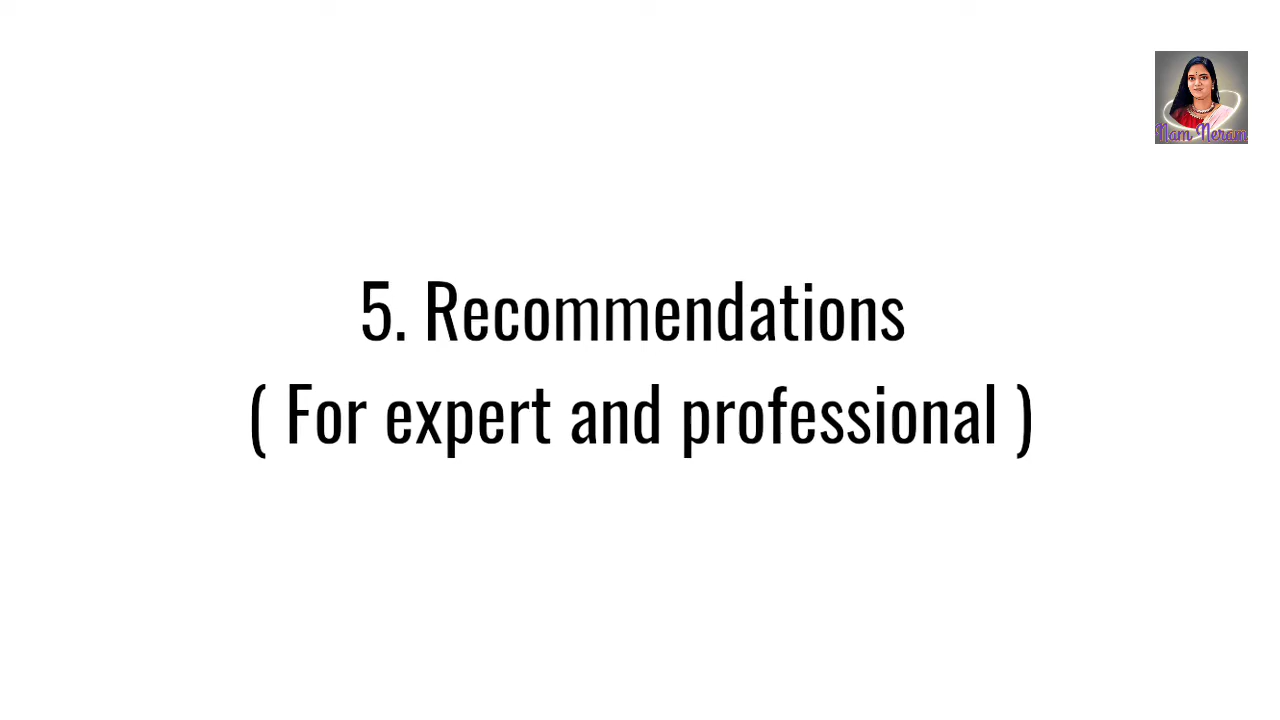 Nam Neram
5. Recommendations
( For expert and professional )